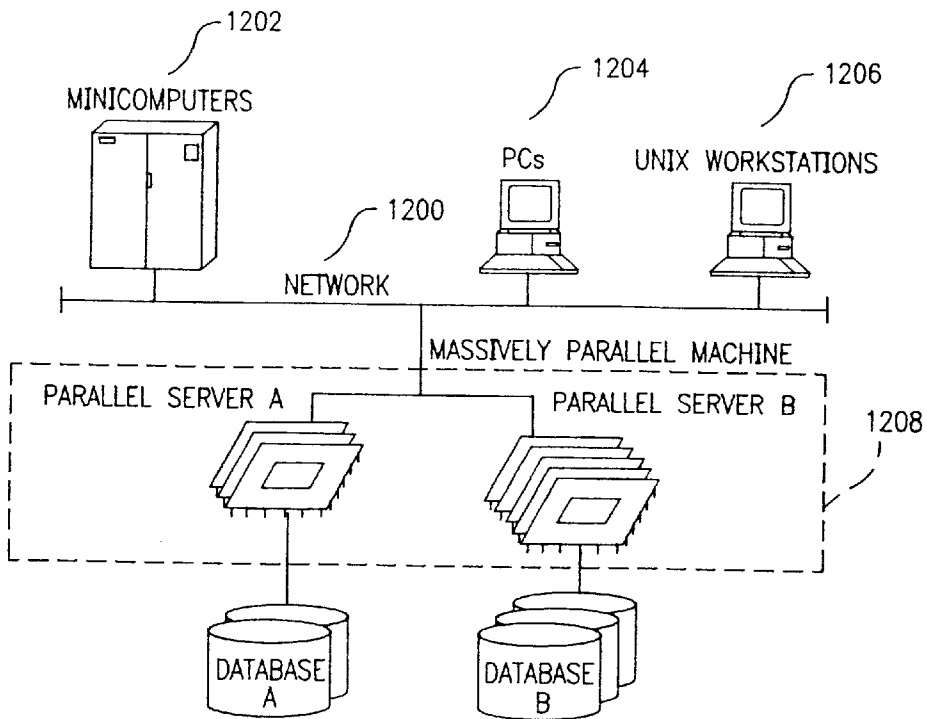 1202
MINICOMPUTERS
1204
PCs
1206
UNIX WORKSTATIONS
1200
NETWORK
MASSIVELY PARALLEL MACHINE
PARALLEL SERVER A
PARALLEL SERVER B
1208
DATABASE
A
DATABASE
B